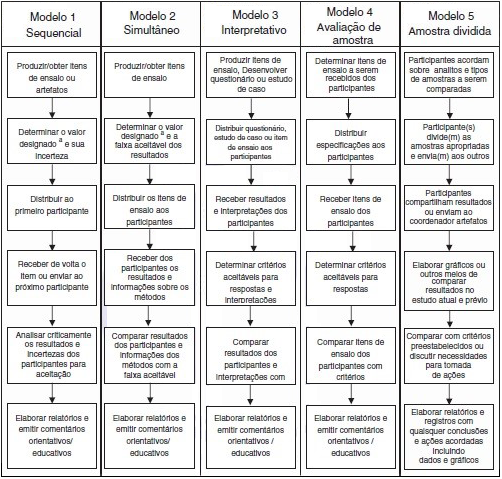 Modelo 1
Sequencial
Produzir/obter itens
de ensaio ou
artefatos
Determinar o valor
designado a e sua
incerteza
Distribuir ao
primeiro participante
Receber de volta o
item ou enviar ao
próximo participante
Analisar criticamente
os resultados e
incertezas dos
participantes para
aceitação
Elaborar relatórios e
emitir comentários
orientativos/
educativos
Modelo 2
Simultâneo
Produzir/obter itens
de ensaio
Determinar o valor
designado a e a
faixa aceitável dos
resultados
Distribuir os itens de
ensaio aos
participantes
Receber dos
participantes os
resultados e
informações sobre os
métodos
Comparar resultados
dos participantes e
informações dos
métodos com a
faixa aceitável
Elaborar relatórios e
emitir comentários
orientativos/
educativos
Modelo 3
Interpretativo
Produzir itens de
ensaio, Desenvolver
questionário ou estudo
de caso
Distribuir questionário,
estudo de caso ou item
de ensaio aos
participantes
Receber resultados
e interpretações dos
participantes
Determinar critérios
aceitáveis para
respostas e
interpretações
Comparar
resultados dos
participantes e
interpretações com
Elaborar relatórios e
emitir comentários
orientativos /
educativos
Modelo 4
Avaliação de
amostra
Determinar itens de
ensaio a serem
recebidos dos
participantes
Distribuir
especificações aos
participantes
Receber itens de
ensaio dos
participantes
Determinar critérios
aceitáveis para
respostas
Comparar itens de
ensaio dos
participantes com
critérios
Elaborar relatórios e
emitir comentários
orientativos /
educativos
Modelo 5
Amostra dividida
Participantes acordam
sobre analitos e tipos
de amostras a serem
comparadas
Participante(s)
divide(m) as
amostras apropriadas
e envia(m) aos outros
Participantes
compartilham resultados
ou enviam ao
coordenador artefatos
Elaborar gráficos ou
outros meios de
comparar
resultados no
estudo atual e prévio
Comparar com critérios
preestabelecidos ou
discutir necessidades
para tomada
de ações
Elaborar relatórios e
registros com
quaisquer conclusões
e ações acordadas
incluindo
dados e gráficos